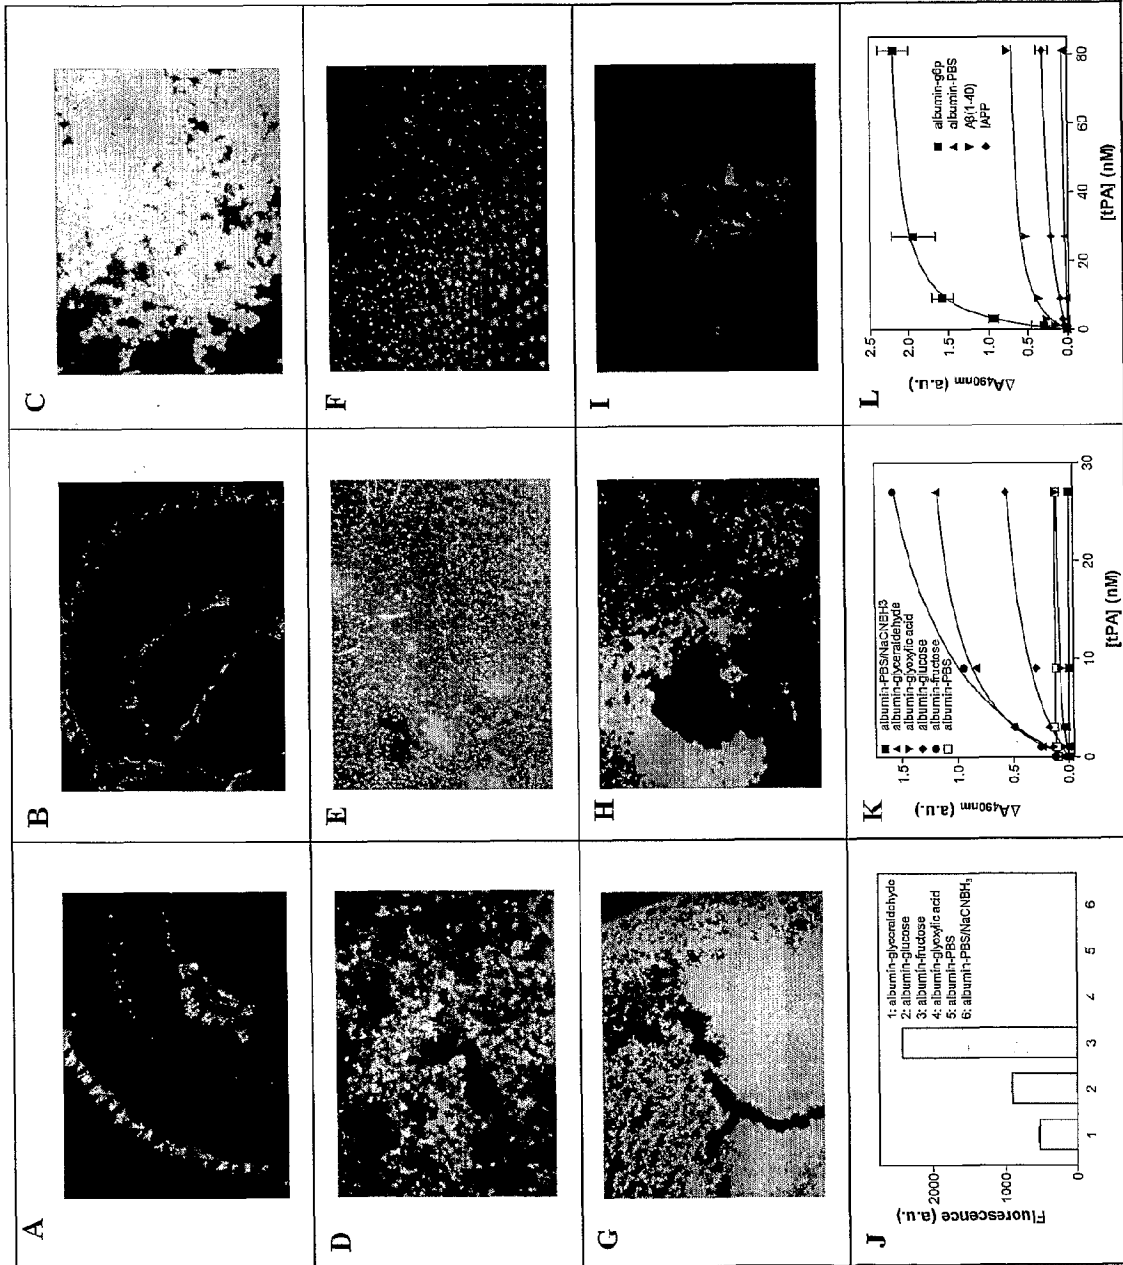 A
B
C
D
E
F
G
H
I
J
Fluorescence (a.u.)
2000
1000
0
1: albumin-glyceraldehyde
2: albumin-glucose
3: albumin-fructose
4: albumin-glyoxylic acid
5: albumin-PBS
6: albumin-PBS/NaCNBH₃
1 2 3 4 5 6
K
ΔA490nm (a.u.)
1.5
1.0
0.5
0.0
albumin-PBS/NaCNBH3
albumin-glyceraldehyde
albumin-glyoxylic acid
albumin-glucose
albumin-fructose
albumin-PBS
0 10 20 30
[tPA] (nM)
L
ΔA490nm (a.u.)
2.5
2.0
1.5
1.0
0.5
0.0
albumin-g6p
albumin-PBS
Aβ(1-40)
IAPP
0 20 40 60 80
[tPA] (nM)